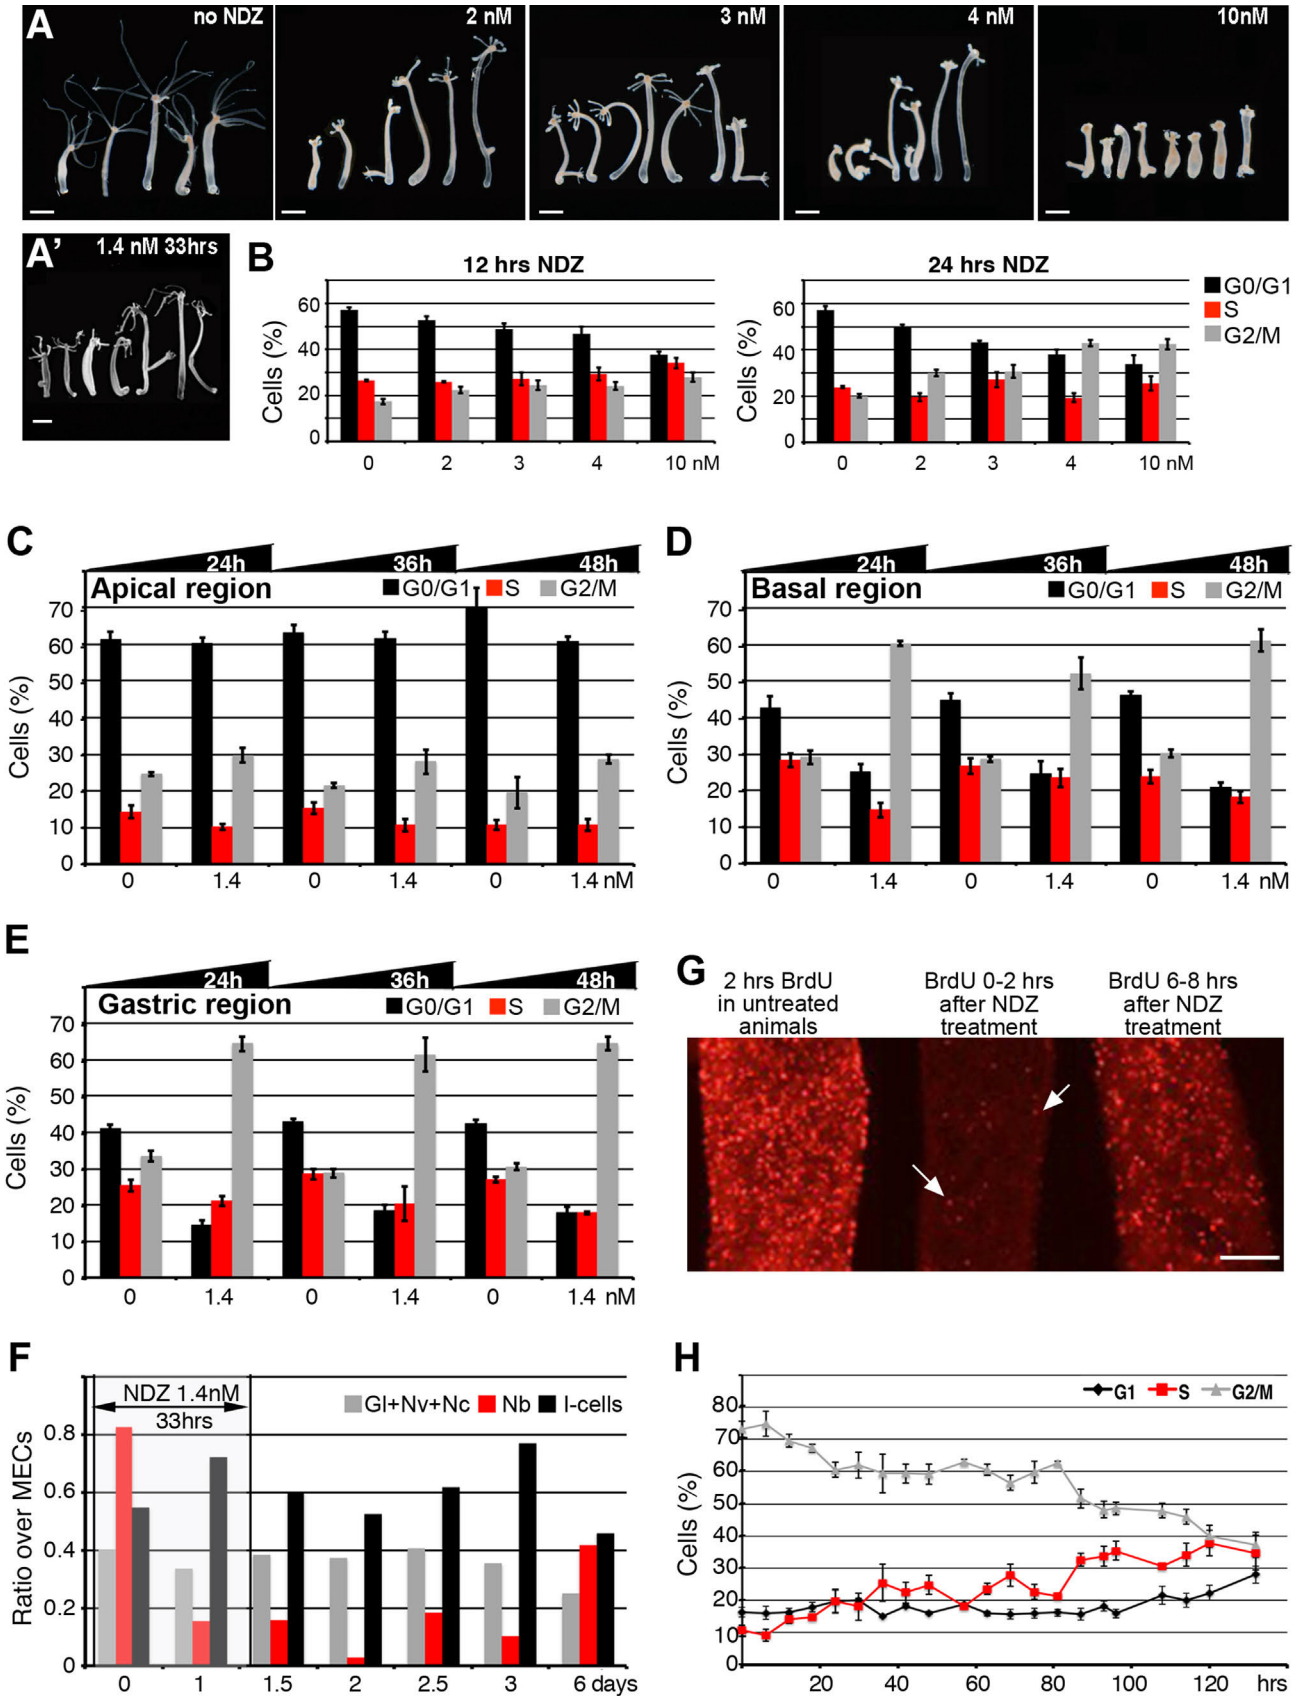 A
no NDZ
2 nM
3 nM
4 nM
10nM
A'
1.4 nM 33hrs
B
12 hrs NDZ
Cells (%)
60
40
20
0
0 2 3 4 10 nM
24 hrs NDZ
Cells (%)
60
40
20
0
0 2 3 4 10 nM
G0/G1
S
G2/M
C
24h 36h 48h
Apical region
G0/G1 S G2/M
Cells (%)
70
60
50
40
30
20
10
0
0 1.4 0 1.4 0 1.4 nM
D
24h 36h 48h
Basal region
G0/G1 S G2/M
Cells (%)
70
60
50
40
30
20
10
0
0 1.4 0 1.4 0 1.4 nM
E
24h 36h 48h
Gastric region
G0/G1 S G2/M
Cells (%)
70
60
50
40
30
20
10
0
0 1.4 0 1.4 0 1.4 nM
G
2 hrs BrdU
in untreated
animals
BrdU 0-2 hrs
after NDZ
treatment
BrdU 6-8 hrs
after NDZ
treatment
F
NDZ 1.4nM
33hrs
Gl+Nv+Nc Nb I-cells
Ratio over MECs
0.8
0.6
0.4
0.2
0
0 1 1.5 2 2.5 3 6 days
H
G1 S G2/M
Cells (%)
80
70
60
50
40
30
20
10
0
20 40 60 80 100 120 hrs